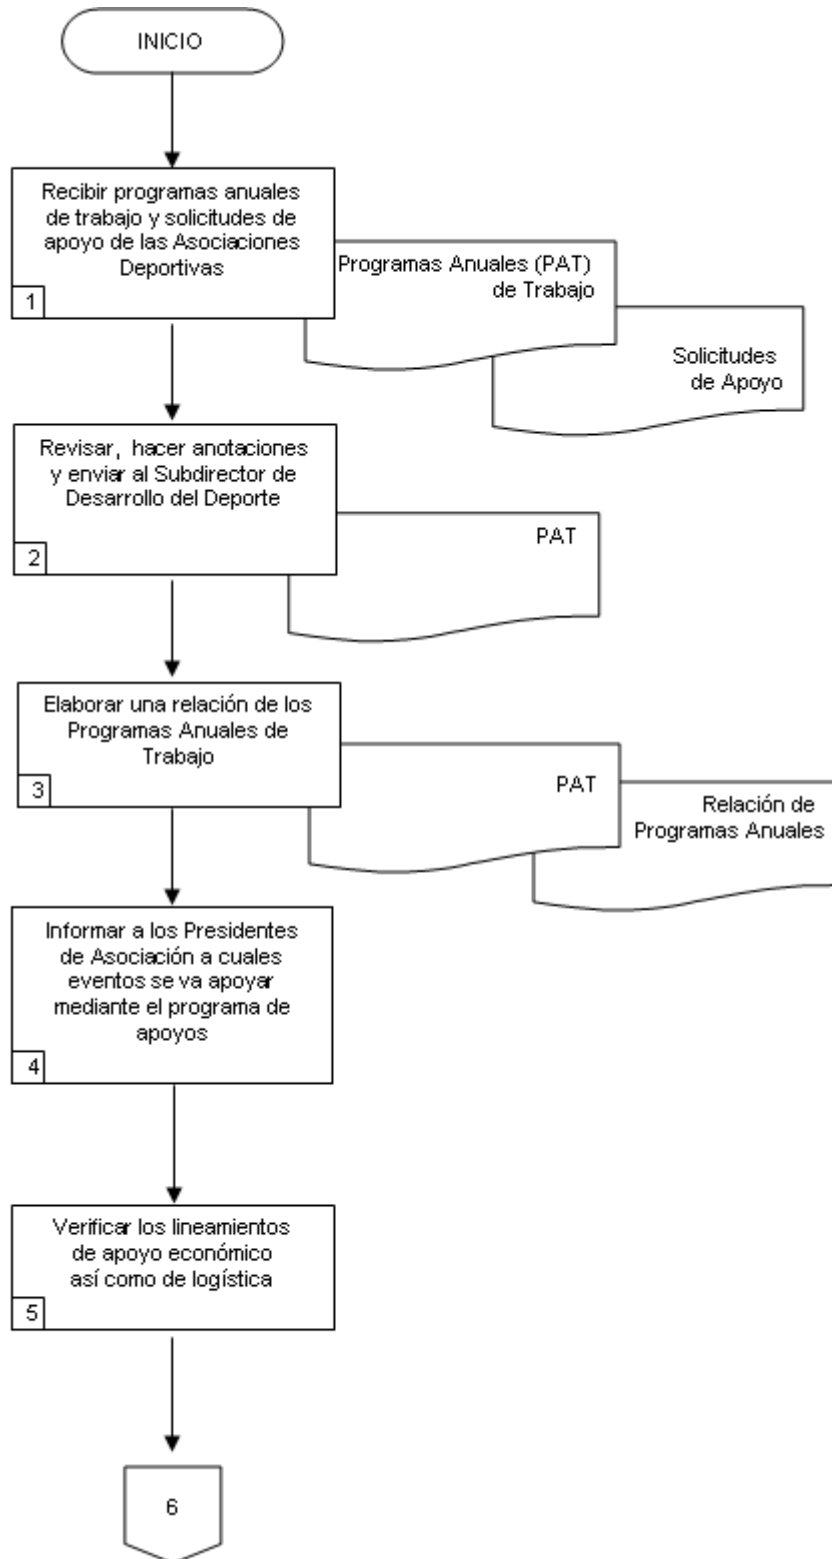 INICIO
Recibir programas anuales
de trabajo y solicitudes de
apoyo de las Asociaciones
Deportivas
1
Programas Anuales (PAT)
de Trabajo
Solicitudes
de Apoyo
Revisar, hacer anotaciones
y enviar al Subdirector de
Desarrollo del Deporte
2
PAT
Elaborar una relación de los
Programas Anuales de
Trabajo
3
PAT
Relación de
Programas Anuales
Informar a los Presidentes
de Asociación a cuales
eventos se va apoyar
mediante el programa de
apoyos
4
Verificar los lineamientos
de apoyo económico
así como de logística
5
6